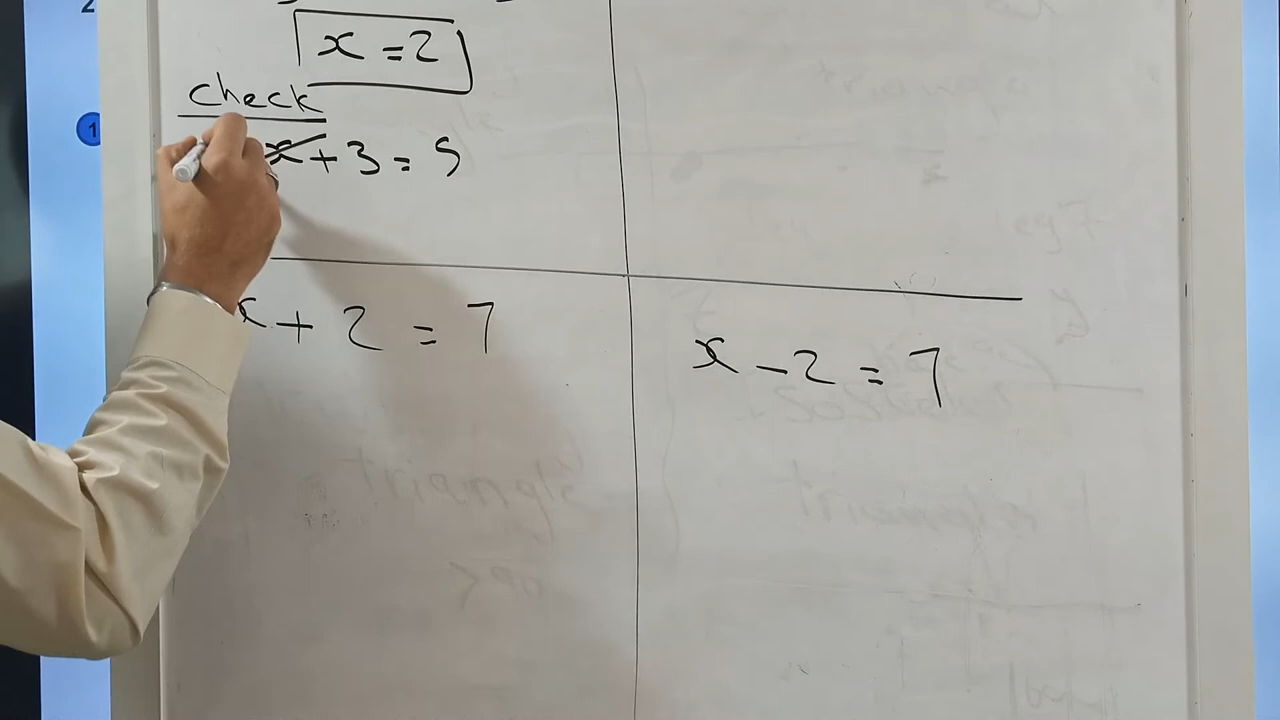 x = 2
check
x + 3 = 5
x + 2 = 7
x - 2 = 7